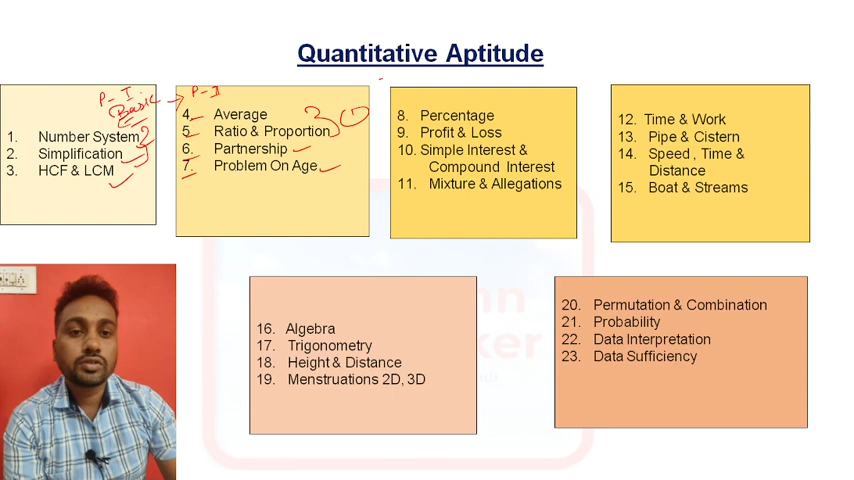 Quantitative Aptitude
P - I
Basic
1. Number System
2. Simplification
3. HCF & LCM
P - II
4. Average
5. Ratio & Proportion
6. Partnership
7. Problem On Age
8. Percentage
9. Profit & Loss
10. Simple Interest &
Compound Interest
11. Mixture & Allegations
12. Time & Work
13. Pipe & Cistern
14. Speed , Time &
Distance
15. Boat & Streams
16. Algebra
17. Trigonometry
18. Height & Distance
19. Menstruations 2D, 3D
20. Permutation & Combination
21. Probability
22. Data Interpretation
23. Data Sufficiency